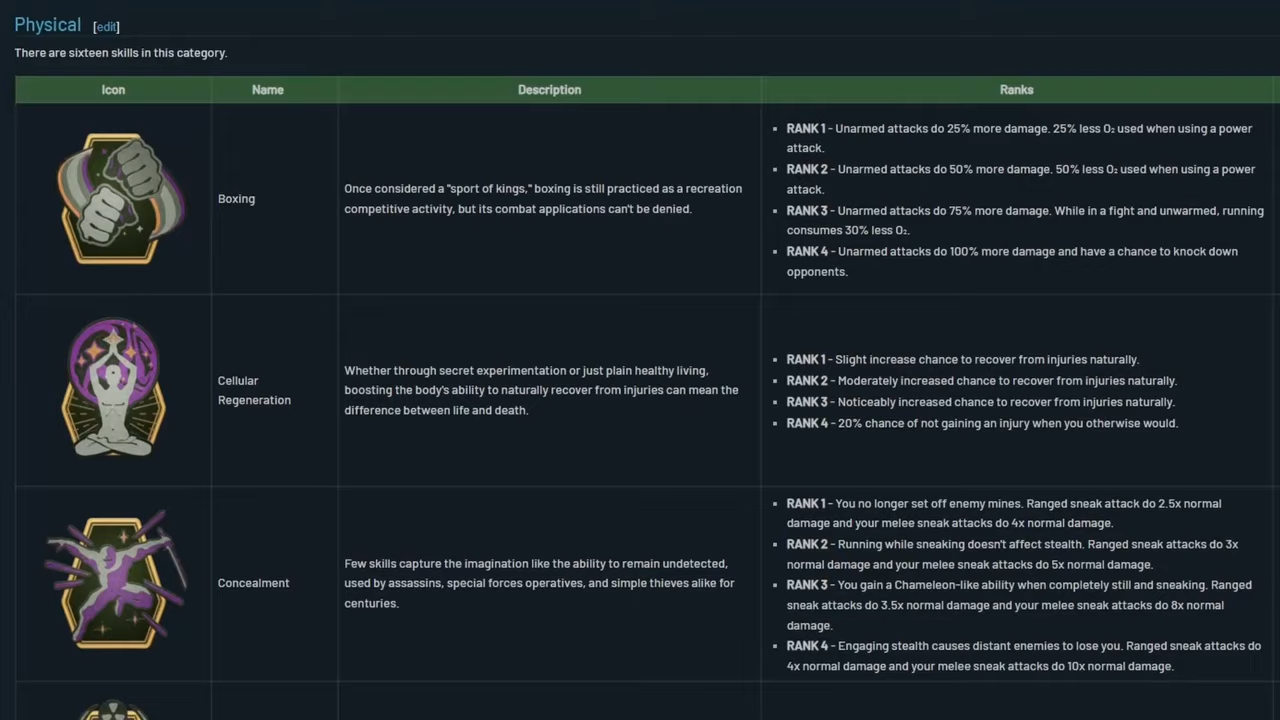 Physical [edit]
There are sixteen skills in this category.
Icon Name Description Ranks
Boxing
Once considered a "sport of kings," boxing is still practiced as a recreation
competitive activity, but its combat applications can't be denied.
RANK 1 - Unarmed attacks do 25% more damage. 25% less O₂ used when using a power
attack.
RANK 2 - Unarmed attacks do 50% more damage. 50% less O₂ used when using a power
attack.
RANK 3 - Unarmed attacks do 75% more damage. While in a fight and unwarmed, running
consumes 30% less O₂.
RANK 4 - Unarmed attacks do 100% more damage and have a chance to knock down
opponents.
Cellular
Regeneration
Whether through secret experimentation or just plain healthy living,
boosting the body's ability to naturally recover from injuries can mean the
difference between life and death.
RANK 1 - Slight increase chance to recover from injuries naturally.
RANK 2 - Moderately increased chance to recover from injuries naturally.
RANK 3 - Noticeably increased chance to recover from injuries naturally.
RANK 4 - 20% chance of not gaining an injury when you otherwise would.
Concealment
Few skills capture the imagination like the ability to remain undetected,
used by assassins, special forces operatives, and simple thieves alike for
centuries.
RANK 1 - You no longer set off enemy mines. Ranged sneak attack do 2.5x normal
damage and your melee sneak attacks do 4x normal damage.
RANK 2 - Running while sneaking doesn't affect stealth. Ranged sneak attacks do 3x
normal damage and your melee sneak attacks do 5x normal damage.
RANK 3 - You gain a Chameleon-like ability when completely still and sneaking. Ranged
sneak attacks do 3.5x normal damage and your melee sneak attacks do 8x normal
damage.
RANK 4 - Engaging stealth causes distant enemies to lose you. Ranged sneak attacks do
4x normal damage and your melee sneak attacks do 10x normal damage.